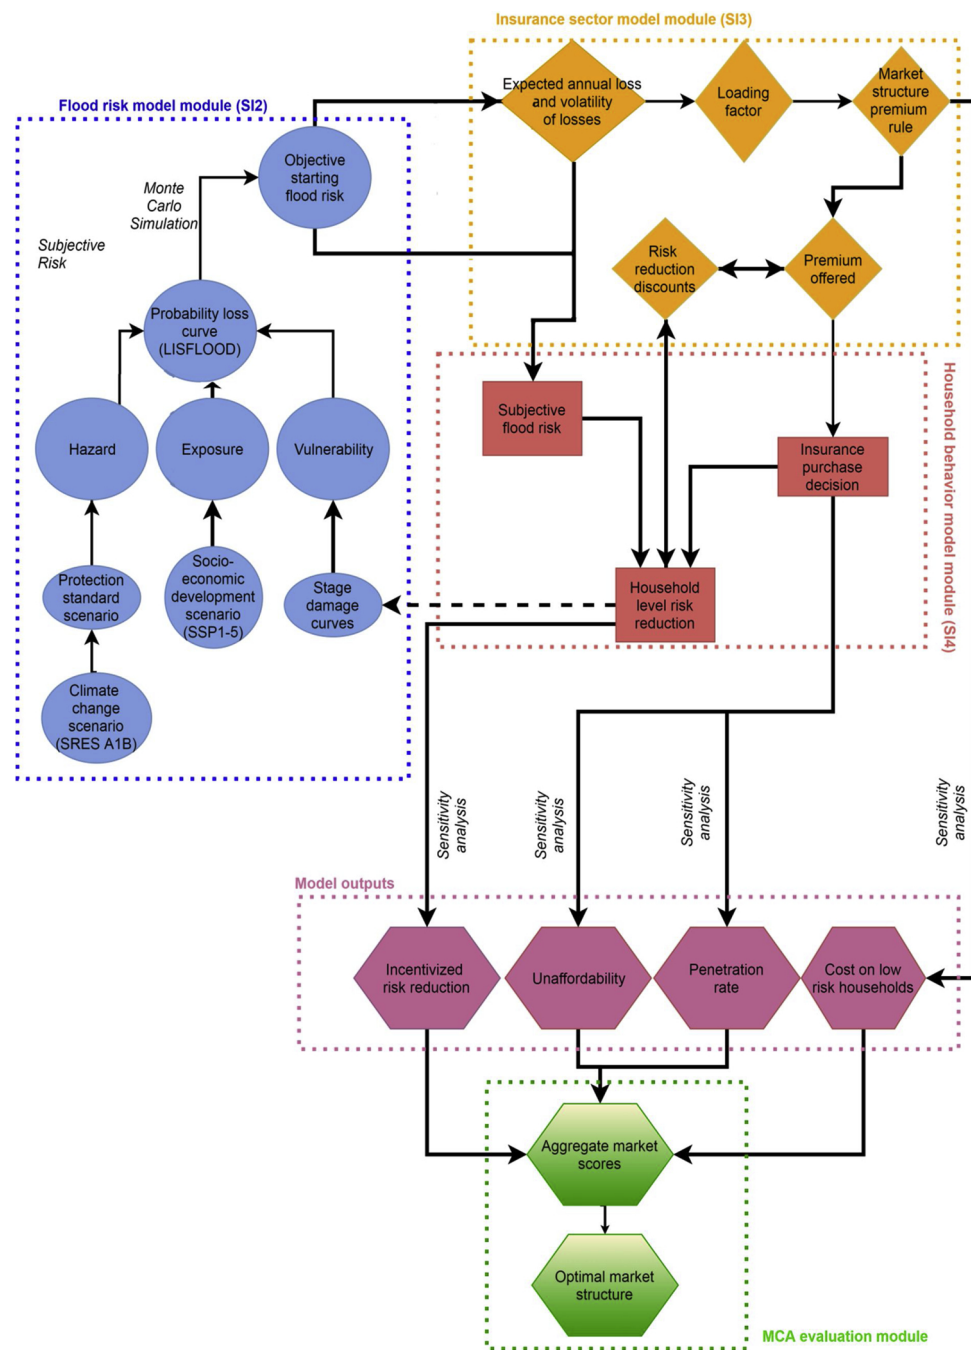 Insurance sector model module (SI3)
Expected annual loss
and volatility
of losses
Loading
factor
Market
structure
premium
rule
Flood risk model module (SI2)
Objective
starting
flood risk
Monte
Carlo
Simulation
Subjective
Risk
Risk
reduction
discounts
Premium
offered
Probability loss
curve
(LISFLOOD)
Hazard
Exposure
Vulnerability
Protection
standard
scenario
Socio-
economic
development
scenario
(SSP1-5)
Stage
damage
curves
Climate
change
scenario
(SRES A1B)
Household behavior model module (SI4)
Subjective
flood risk
Insurance
purchase
decision
Household
level risk
reduction
Sensitivity
analysis
Sensitivity
analysis
Sensitivity
analysis
Sensitivity
analysis
Model outputs
Incentivized
risk reduction
Unaffordability
Penetration
rate
Cost on low
risk households
Aggregate market
scores
Optimal market
structure
MCA evaluation module